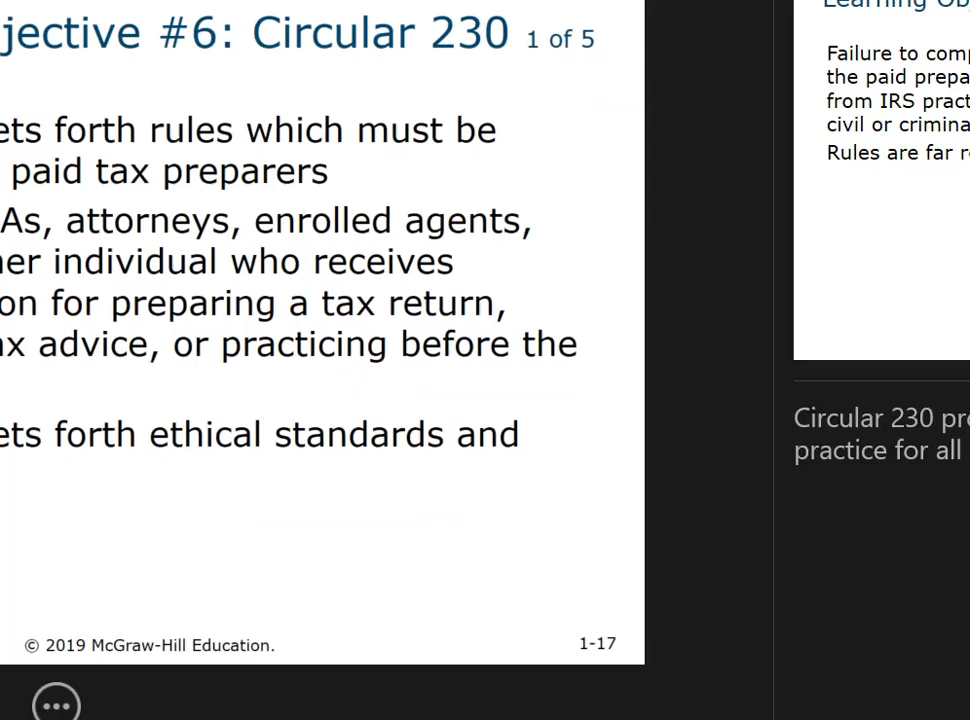 jective #6: Circular 230 1 of 5
ets forth rules which must be
paid tax preparers
As, attorneys, enrolled agents,
er individual who receives
on for preparing a tax return,
ax advice, or practicing before the
ets forth ethical standards and
© 2019 McGraw-Hill Education.
1-17
Learning Ob
Failure to comp
the paid prepa
from IRS pract
civil or crimina
Rules are far r
Circular 230 pr
practice for all